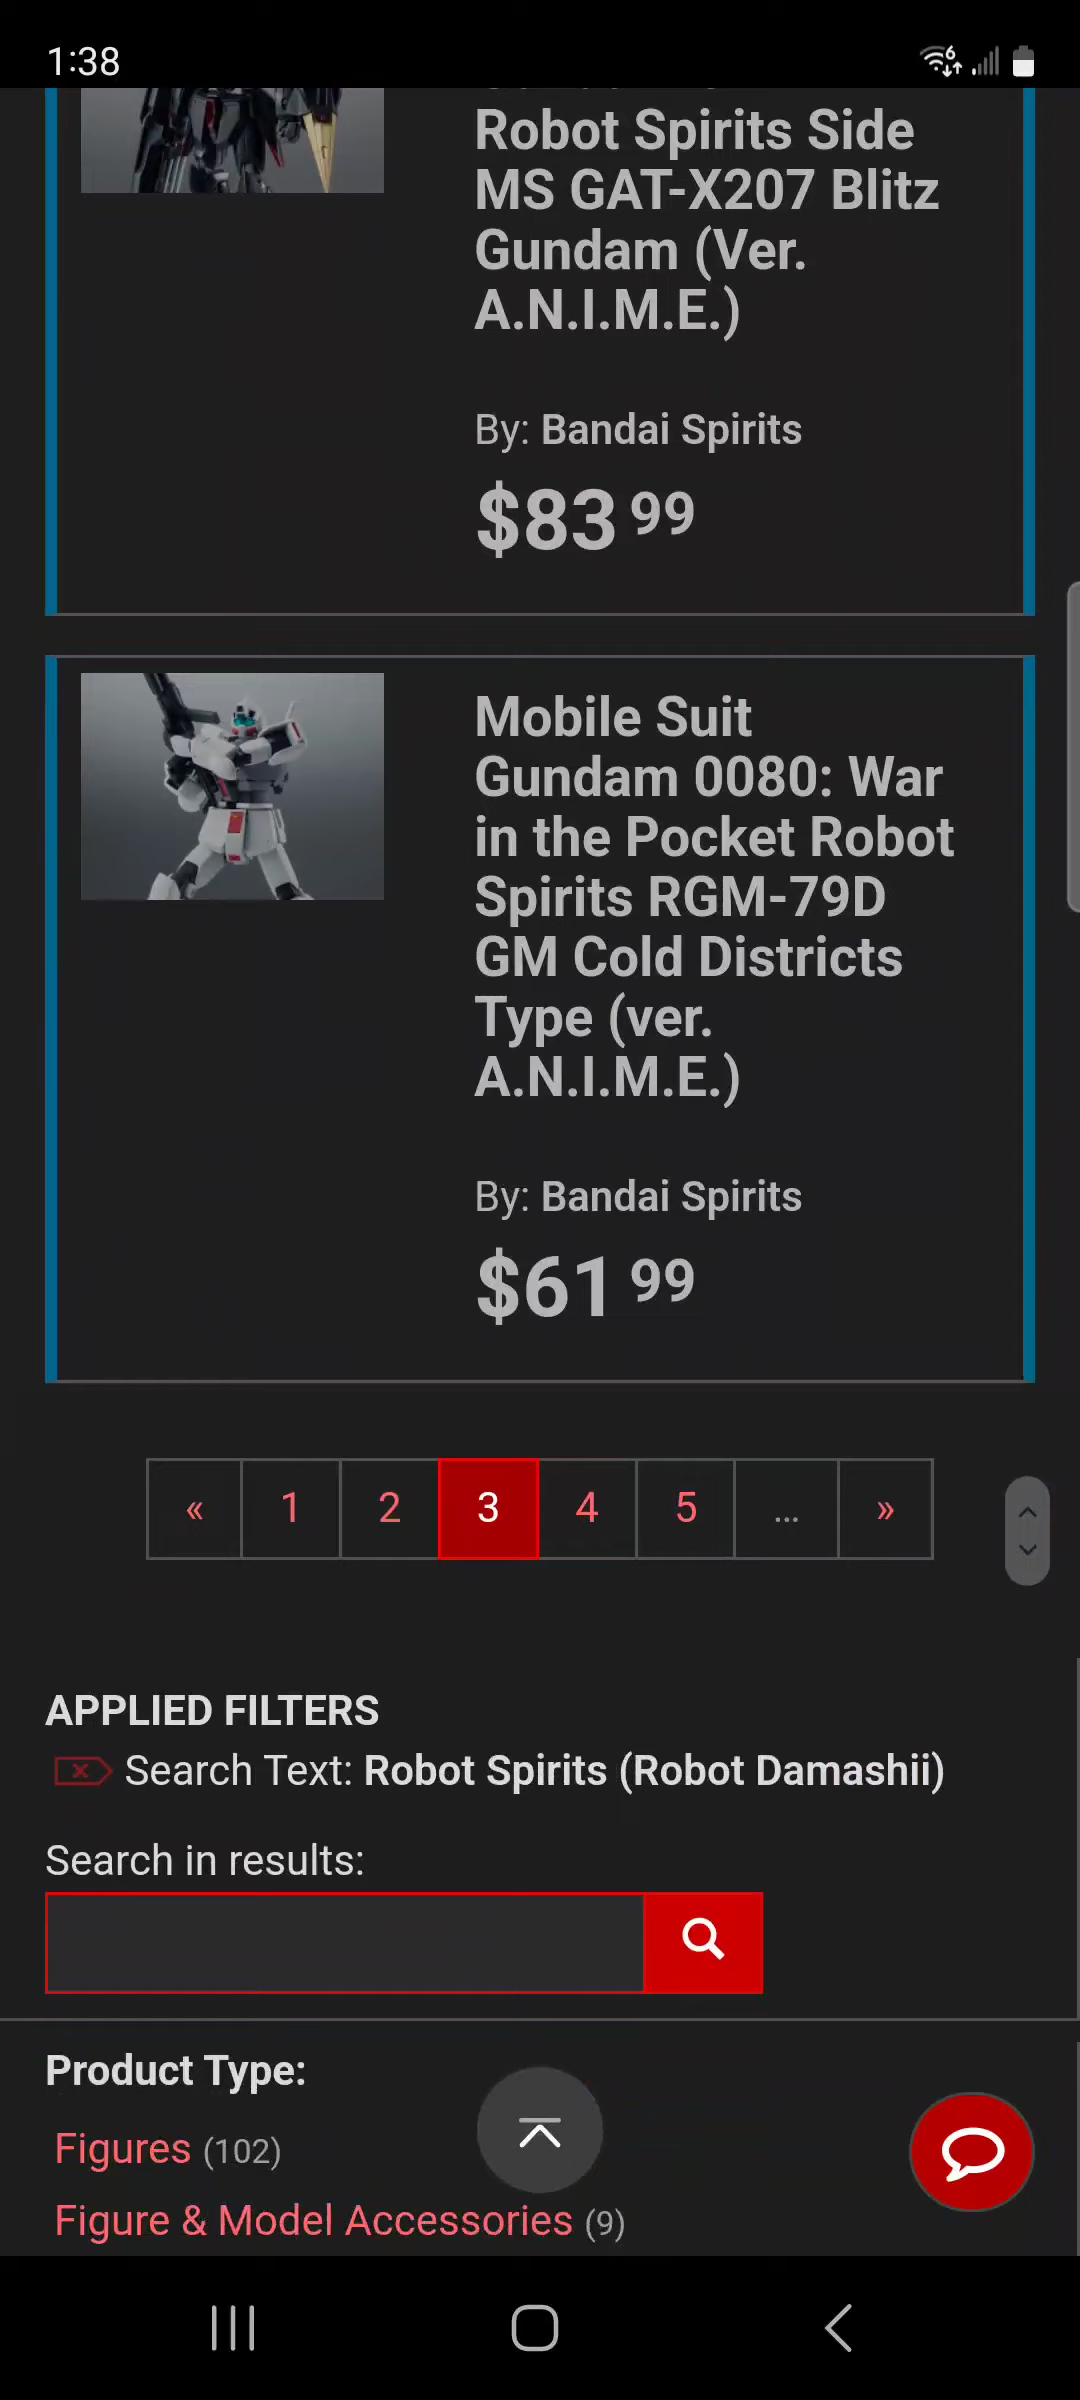 1:38
Robot Spirits Side
MS GAT-X207 Blitz
Gundam (Ver.
A.N.I.M.E.)
By: Bandai Spirits
$83 99
Mobile Suit
Gundam 0080: War
in the Pocket Robot
Spirits RGM-79D
GM Cold Districts
Type (ver.
A.N.I.M.E.)
By: Bandai Spirits
$61 99
« 1 2 3 4 5 ... »
APPLIED FILTERS
Search Text: Robot Spirits (Robot Damashii)
Search in results:
Product Type:
Figures (102)
Figure & Model Accessories (9)